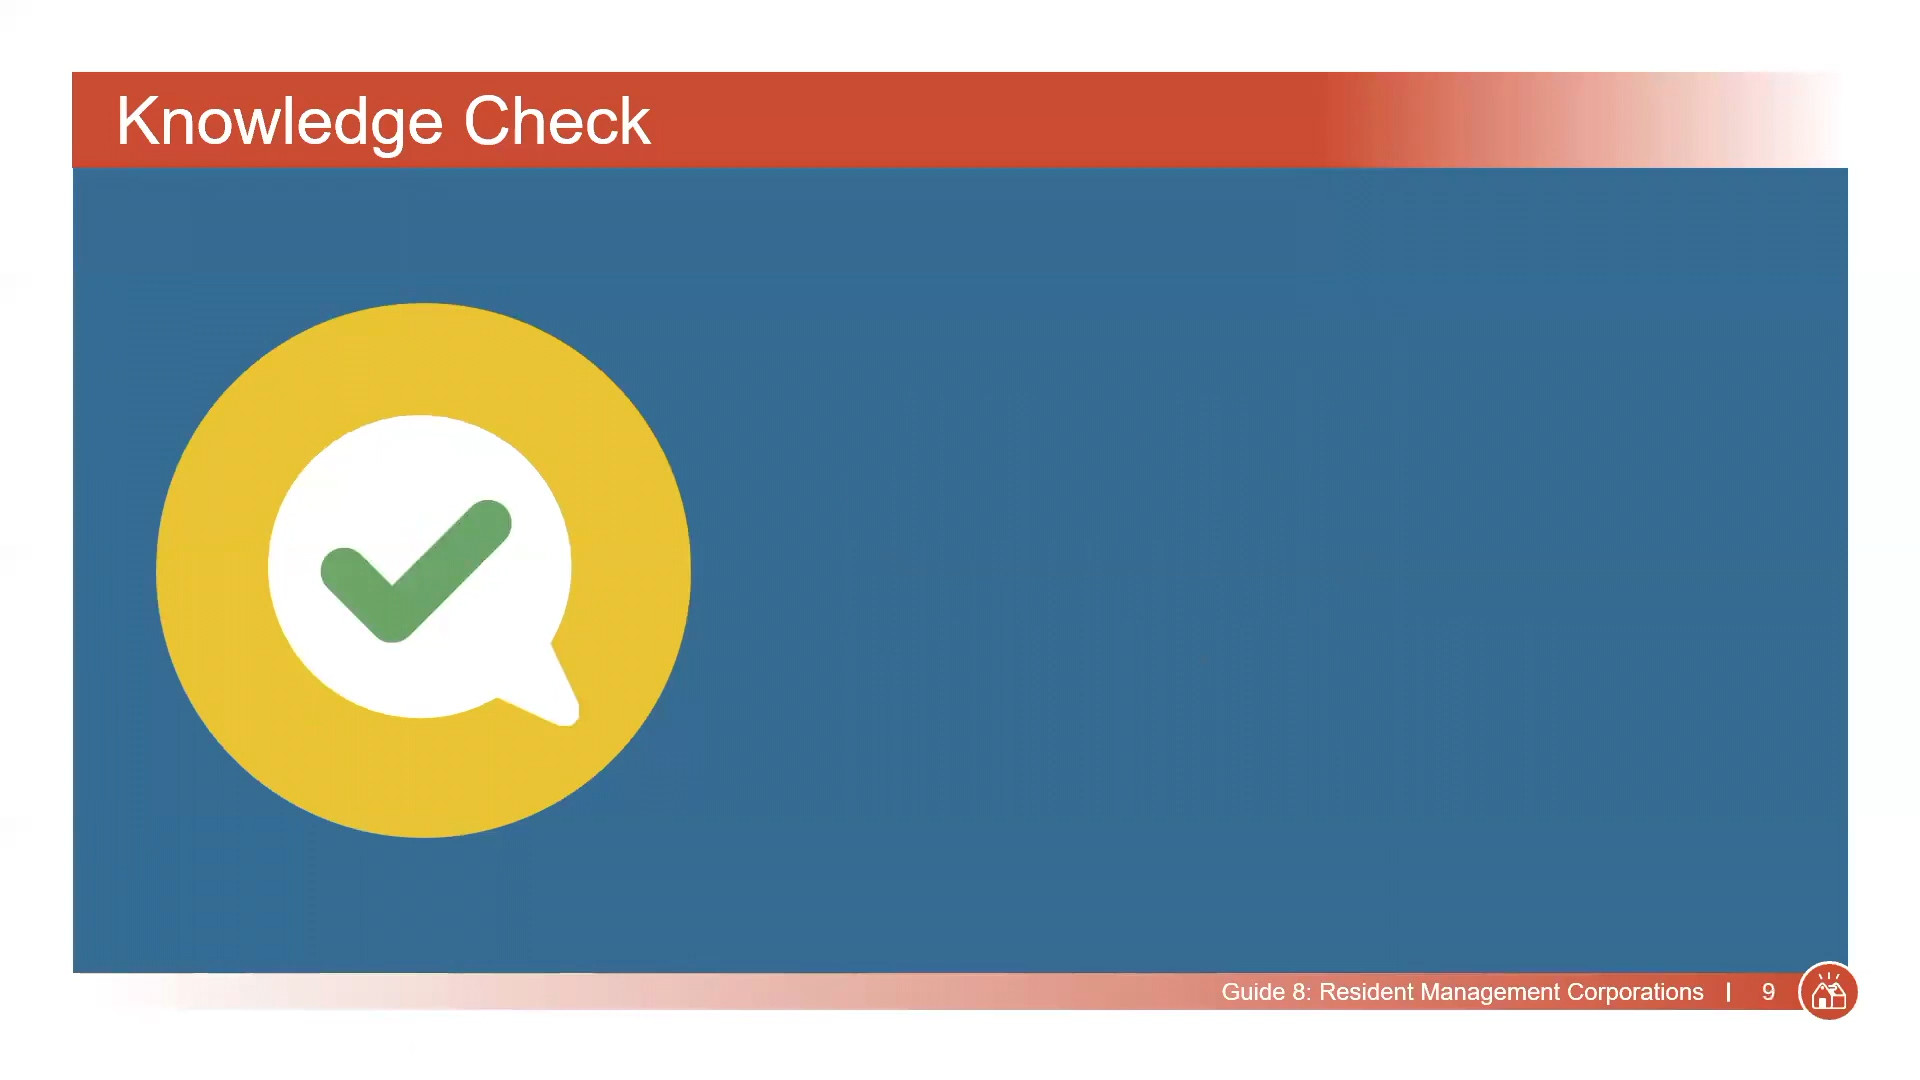 Knowledge Check
Guide 8: Resident Management Corporations | 9